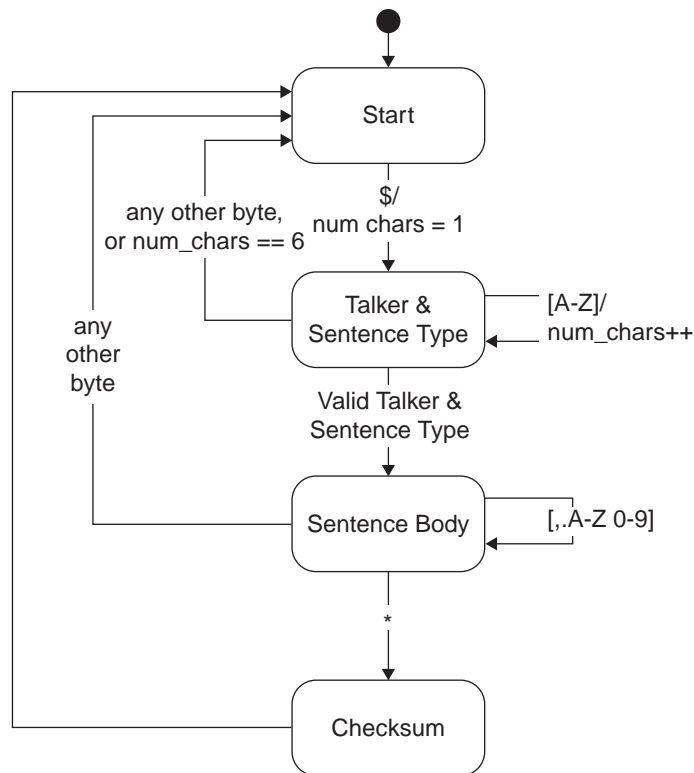 Start
$/
num chars = 1
any other byte,
or num_chars == 6
Talker &
Sentence Type
[A-Z]/
num_chars++
any
other
byte
Valid Talker &
Sentence Type
Sentence Body
[,.A-Z 0-9]
*
Checksum